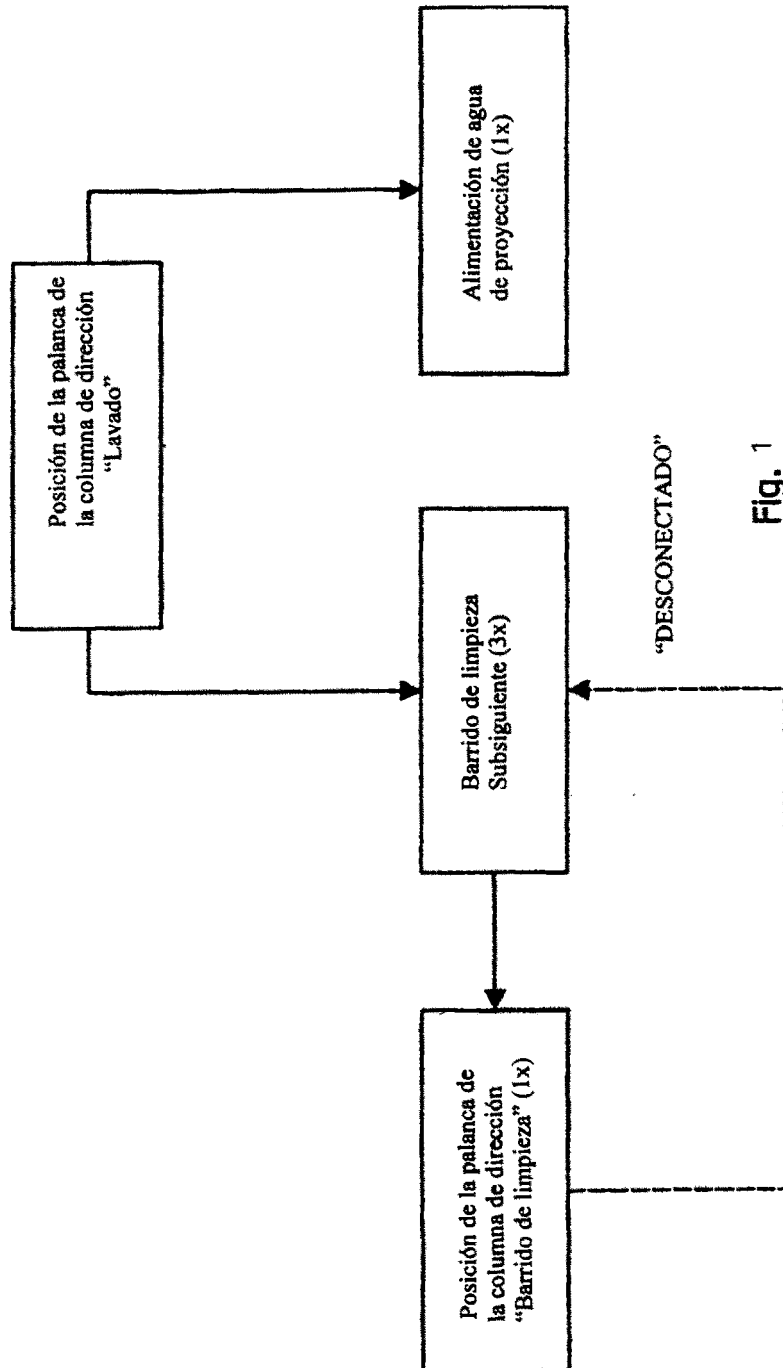 Posición de la palanca de
la columna de dirección
“Lavado”
Alimentación de agua
de proyección (1x)
Barrido de limpieza
Subsiguiente (3x)
Posición de la palanca de
la columna de dirección
“Barrido de limpieza” (1x)
“DESCONECTADO”
Fig. 1